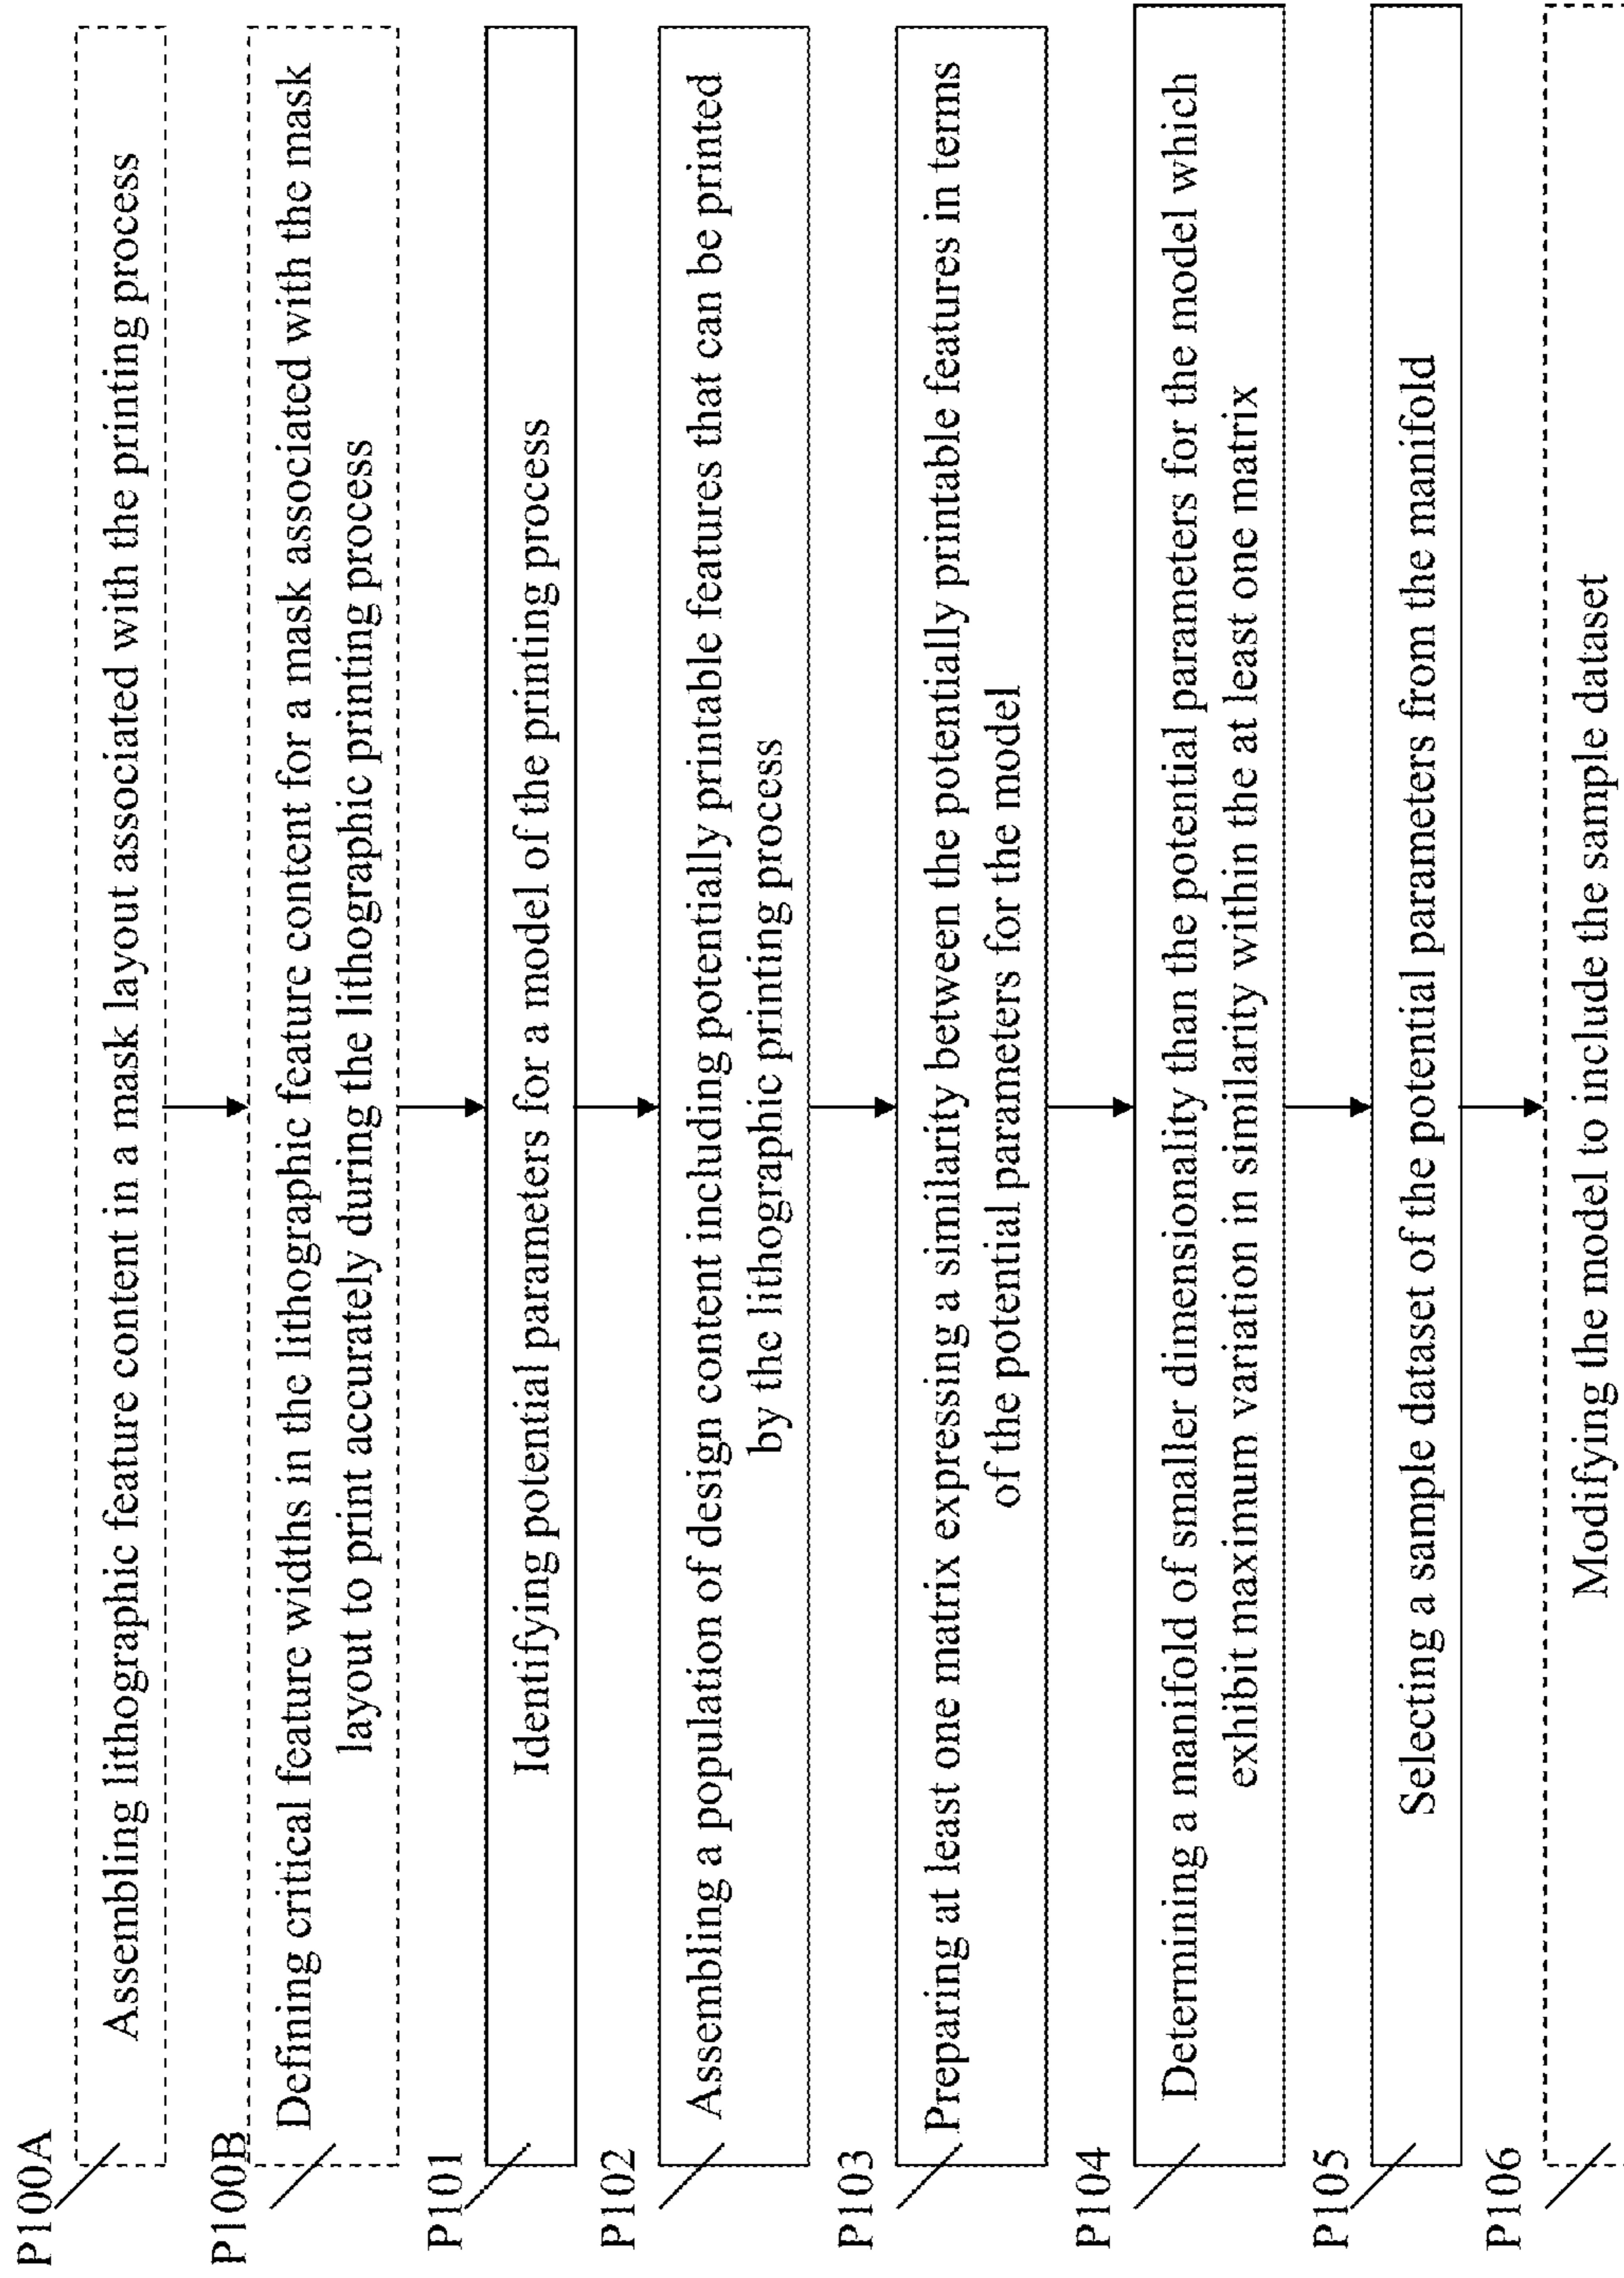 P100A
Assembling lithographic feature content in a mask layout associated with the printing process
P100B
Defining critical feature widths in the lithographic feature content for a mask associated with the mask
layout to print accurately during the lithographic printing process
P101
Identifying potential parameters for a model of the printing process
P102
Assembling a population of design content including potentially printable features that can be printed
by the lithographic printing process
P103
Preparing at least one matrix expressing a similarity between the potentially printable features in terms
of the potential parameters for the model
P104
Determining a manifold of smaller dimensionality than the potential parameters for the model which
exhibit maximum variation in similarity within the at least one matrix
P105
Selecting a sample dataset of the potential parameters from the manifold
P106
Modifying the model to include the sample dataset